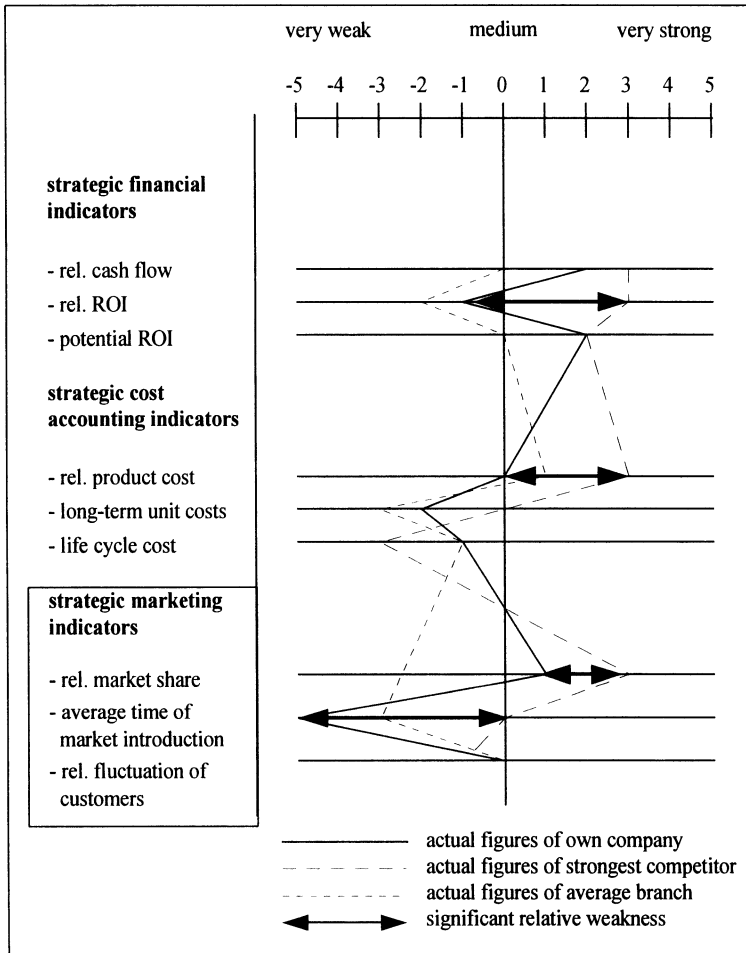 very weak medium very strong
-5 -4 -3 -2 -1 0 1 2 3 4 5
strategic financial
indicators
- rel. cash flow
- rel. ROI
- potential ROI
strategic cost
accounting indicators
- rel. product cost
- long-term unit costs
- life cycle cost
strategic marketing
indicators
- rel. market share
- average time of
market introduction
- rel. fluctuation of
customers
actual figures of own company
actual figures of strongest competitor
actual figures of average branch
significant relative weakness